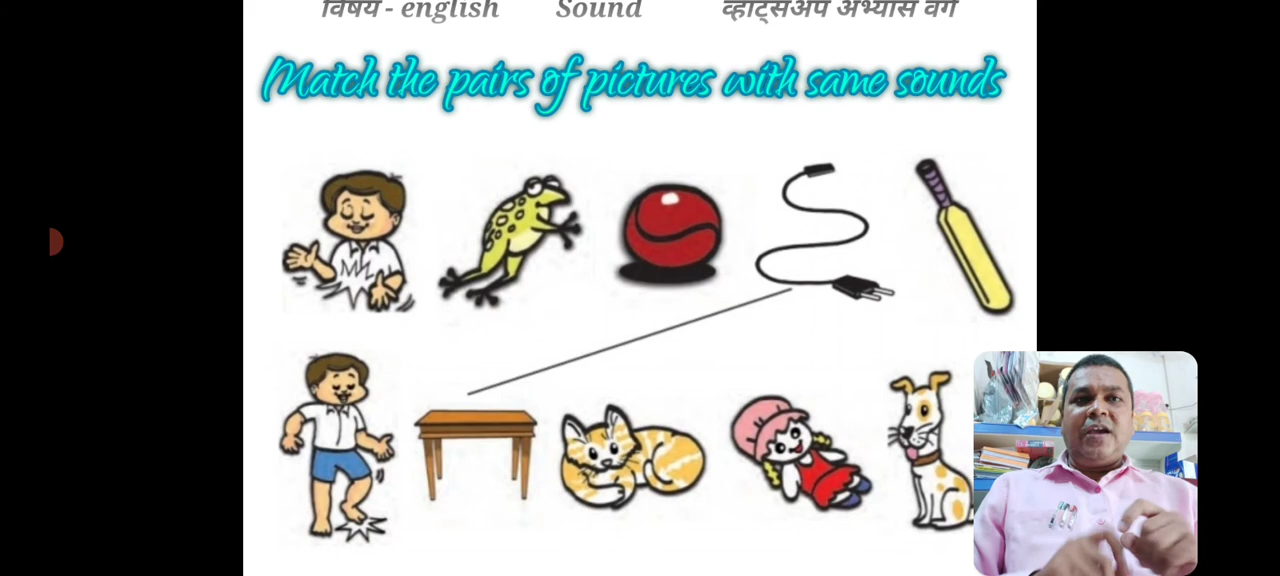 विषय - english Sound व्हाट्सअप अभ्यास वर्ग
Match the pairs of pictures with same sounds